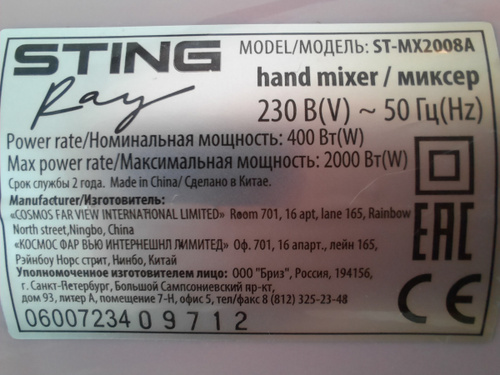 STING
Ray
MODEL/МОДЕЛЬ: ST-MX2008A
hand mixer / миксер
230 В(V) ~ 50 Гц(Hz)
Power rate/Номинальная мощность: 400 Вт(W)
Max power rate/Максимальная мощность: 2000 Вт(W)
Срок службы 2 года. Made in China/ Сделано в Китае.
Manufacturer/Изготовитель:
«COSMOS FAR VIEW INTERNATIONAL LIMITED» Room 701, 16 apt, lane 165, Rainbow
North street,Ningbo, China
«КОСМОС ФАР ВЬЮ ИНТЕРНЕШНЛ ЛИМИТЕД» Оф. 701, 16 апарт., лейн 165,
Рэйнбоу Норс стрит, Нинбо, Китай
Уполномоченное изготовителем лицо: ООО "Бриз", Россия, 194156,
г. Санкт-Петербург, Большой Сампсониевский пр-кт,
дом 93, литер А, помещение 7-Н, офис 5, тел/факс 8 (812) 325-23-48
0600723409712
EAC
CE